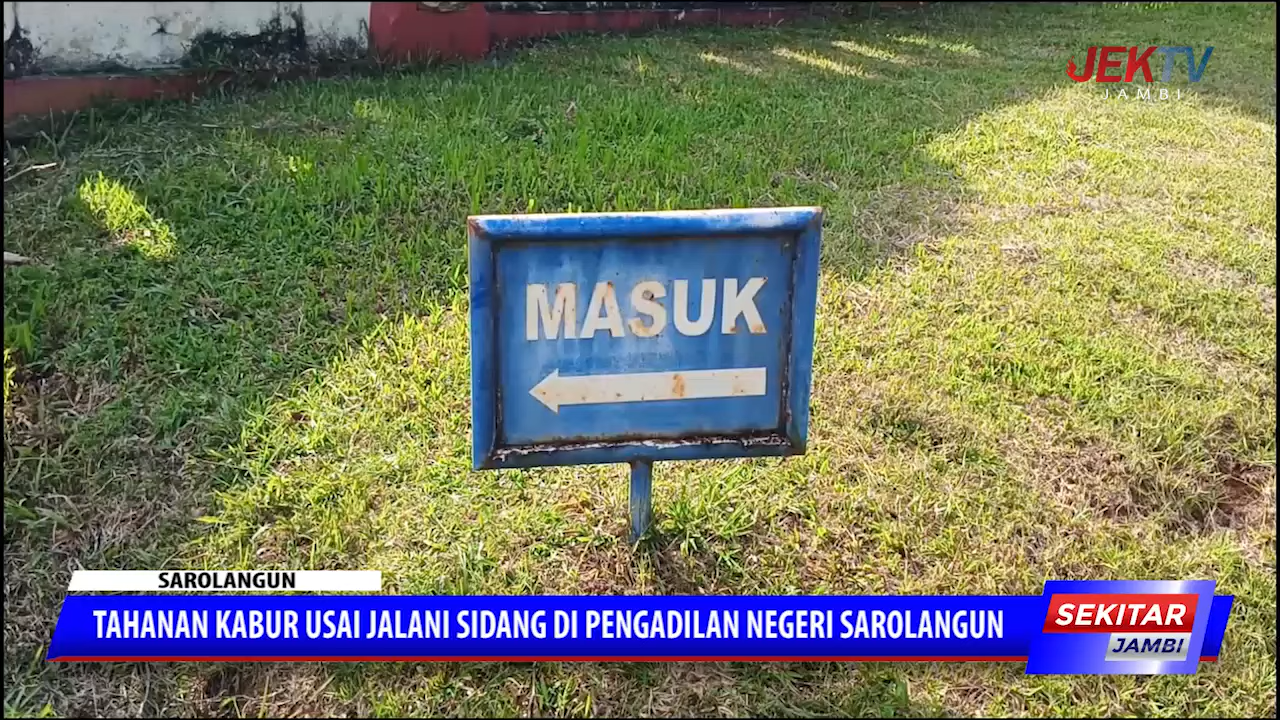 JEKTV
JAMBI
MASUK
SAROLANGUN
TAHANAN KABUR USAI JALANI SIDANG DI PENGADILAN NEGERI SAROLANGUN
SEKITAR
JAMBI